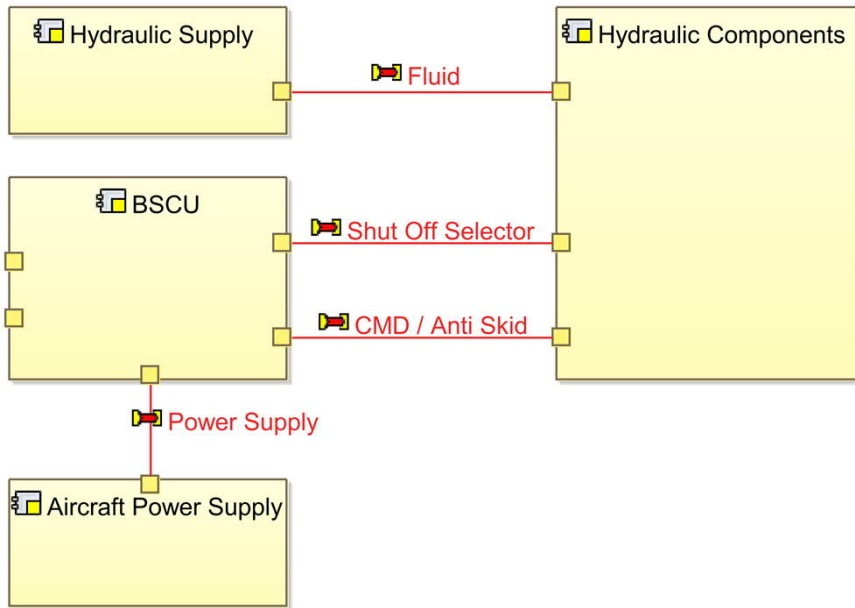 Hydraulic Supply
Hydraulic Components
Fluid
BSCU
Shut Off Selector
CMD / Anti Skid
Power Supply
Aircraft Power Supply